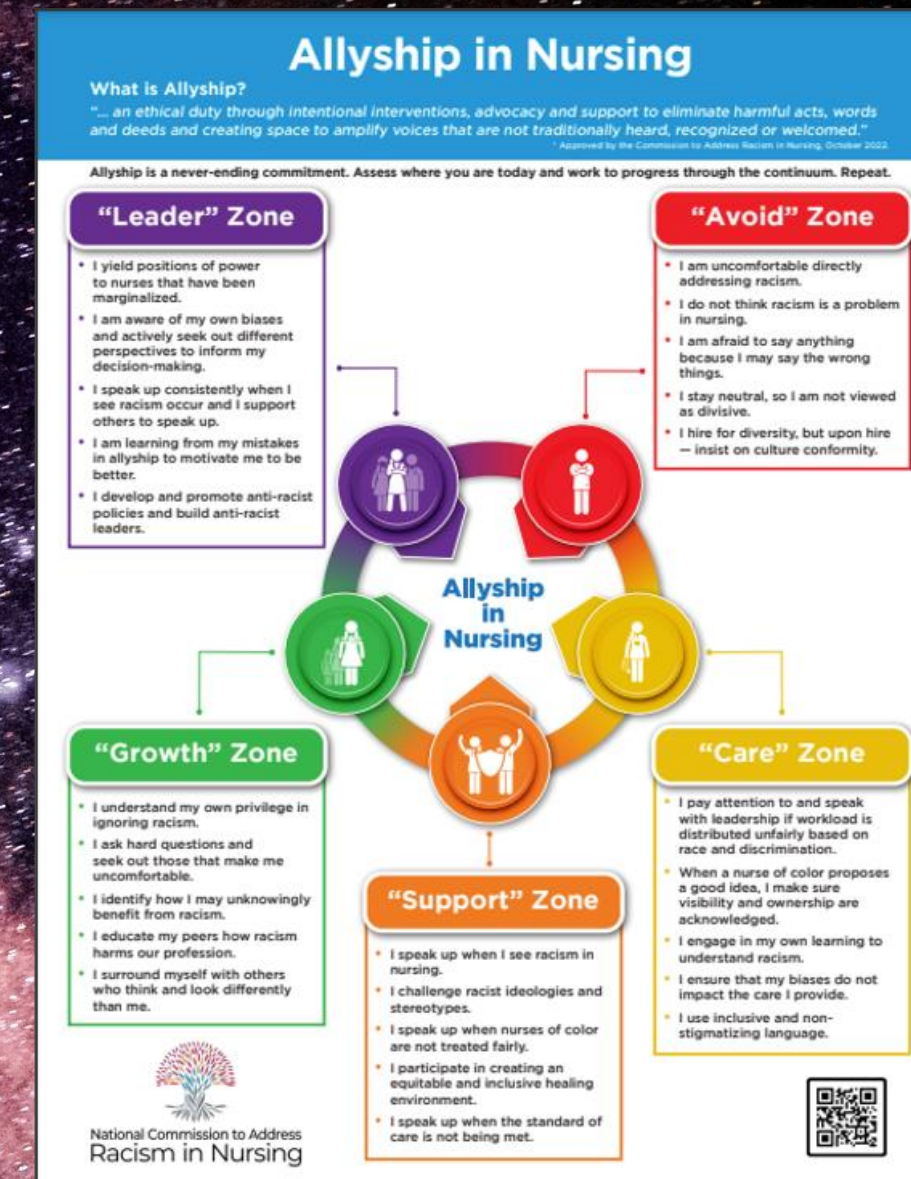 Allyship in Nursing
What is Allyship?
"... an ethical duty through intentional interventions, advocacy and support to eliminate harmful acts, words
and deeds and creating space to amplify voices that are not traditionally heard, recognized or welcomed."
* Approved by the Commission to Address Racism in Nursing, October 2022.
Allyship is a never-ending commitment. Assess where you are today and work to progress through the continuum. Repeat.
"Leader" Zone
• I yield positions of power
to nurses that have been
marginalized.
• I am aware of my own biases
and actively seek out different
perspectives to inform my
decision-making.
• I speak up consistently when I
see racism occur and I support
others to speak up.
• I am learning from my mistakes
in allyship to motivate me to be
better.
• I develop and promote anti-racist
policies and build anti-racist
leaders.
"Avoid" Zone
• I am uncomfortable directly
addressing racism.
• I do not think racism is a problem
in nursing.
• I am afraid to say anything
because I may say the wrong
things.
• I stay neutral, so I am not viewed
as divisive.
• I hire for diversity, but upon hire
— insist on culture conformity.
Allyship
in
Nursing
"Growth" Zone
• I understand my own privilege in
ignoring racism.
• I ask hard questions and
seek out those that make me
uncomfortable.
• I identify how I may unknowingly
benefit from racism.
• I educate my peers how racism
harms our profession.
• I surround myself with others
who think and look differently
than me.
"Support" Zone
• I speak up when I see racism in
nursing.
• I challenge racist ideologies and
stereotypes.
• I speak up when nurses of color
are not treated fairly.
• I participate in creating an
equitable and inclusive healing
environment.
• I speak up when the standard of
care is not being met.
"Care" Zone
• I pay attention to and speak
with leadership if workload is
distributed unfairly based on
race and discrimination.
• When a nurse of color proposes
a good idea, I make sure
visibility and ownership are
acknowledged.
• I engage in my own learning to
understand racism.
• I ensure that my biases do not
impact the care I provide.
• I use inclusive and non-
stigmatizing language.
National Commission to Address
Racism in Nursing